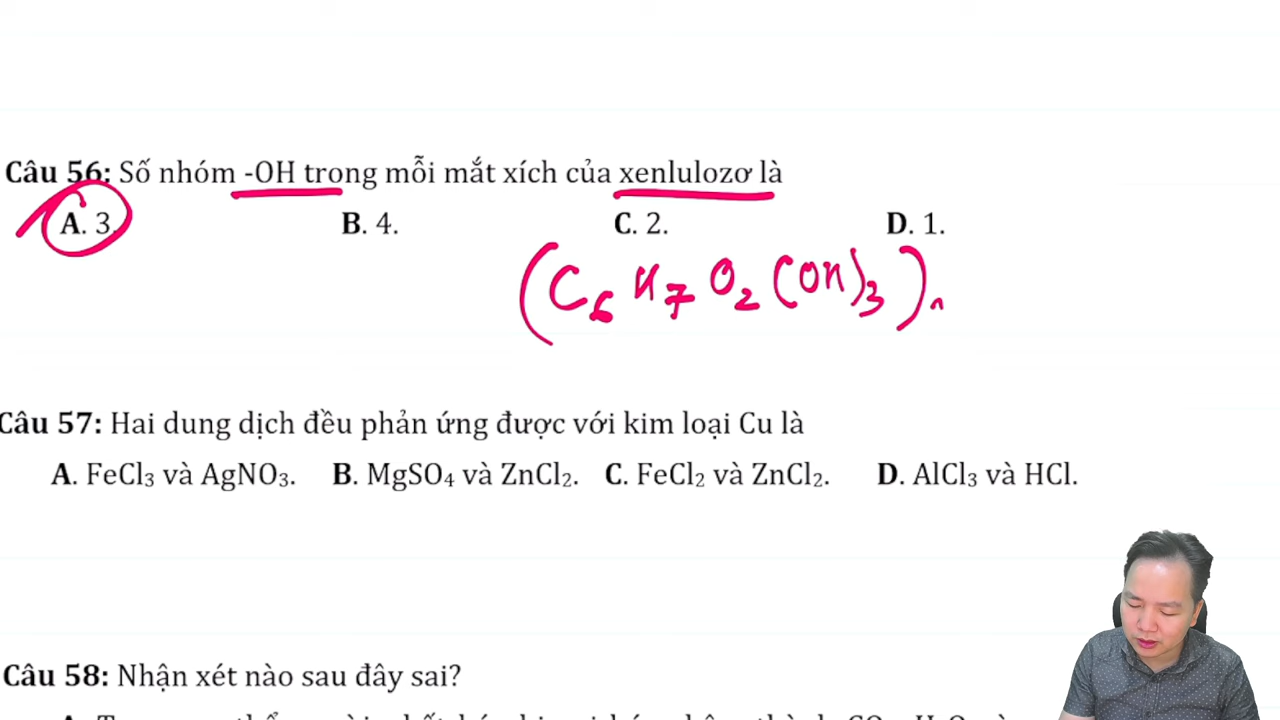 Câu 56: Số nhóm -OH trong mỗi mắt xích của xenlulozơ là
A. 3. B. 4. C. 2. D. 1.
(C₆H₇O₂(OH)₃)ₙ
Câu 57: Hai dung dịch đều phản ứng được với kim loại Cu là
A. FeCl₃ và AgNO₃. B. MgSO₄ và ZnCl₂. C. FeCl₂ và ZnCl₂. D. AlCl₃ và HCl.
Câu 58: Nhận xét nào sau đây sai?